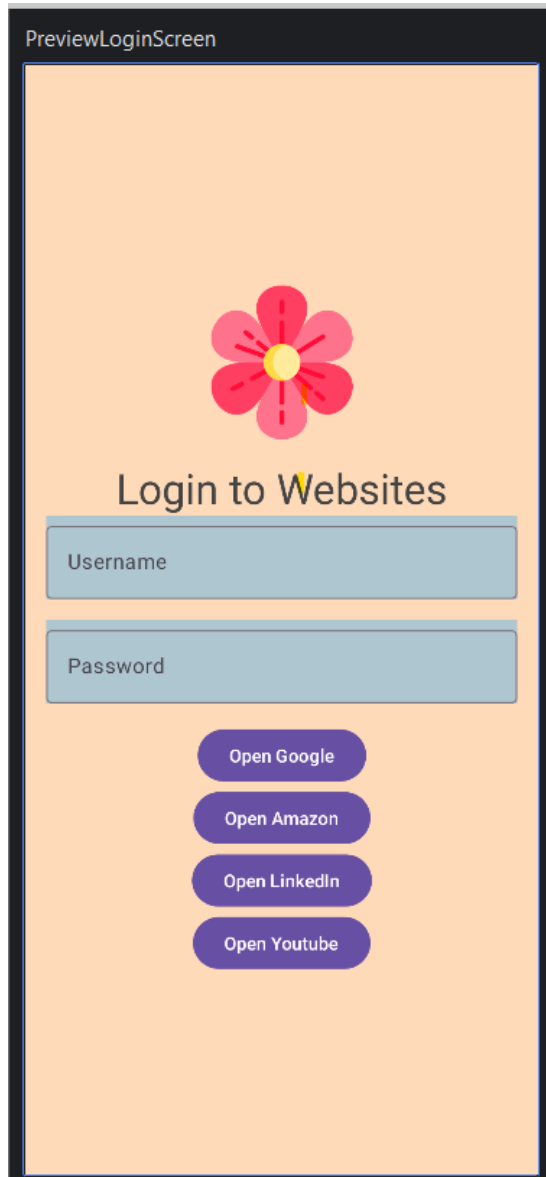 PreviewLoginScreen
Login to Websites
Username
Password
Open Google
Open Amazon
Open LinkedIn
Open Youtube